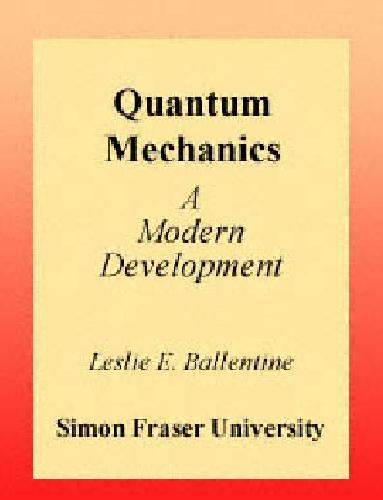 Quantum
Mechanics
A
Modern
Development
Leslie E. Ballentine
Simon Fraser University